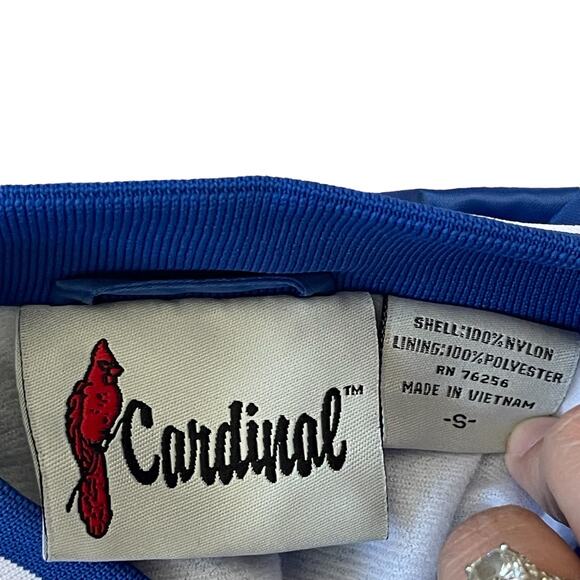 Cardinal™
SHELL:100%NYLON
LINING:100%POLYESTER
RN 76256
MADE IN VIETNAM
-S-